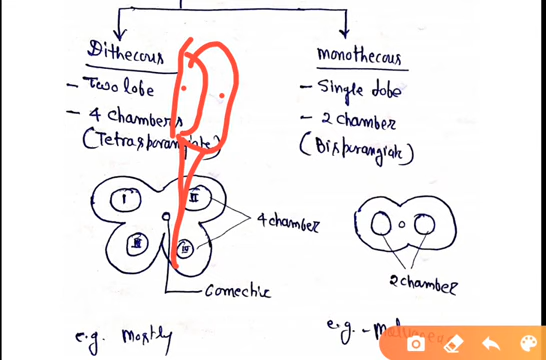 Dithecous
monothecous
- Two lobe
- Single lobe
- 4 chambers
- 2 chamber
(Tetrasporangiate)
(Bisporangiate)
I
II
4 chamber
III
IV
2 chamber
Connective
e.g. Mostly
e.g. -